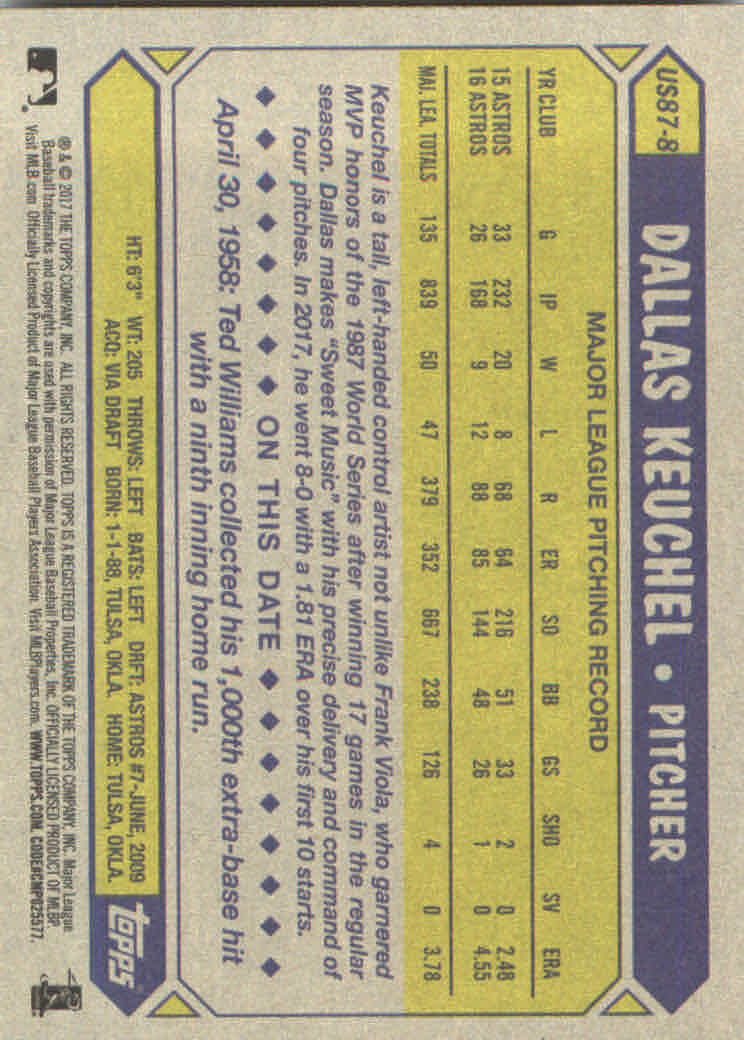 US87-8
DALLAS KEUCHEL • PITCHER
MAJOR LEAGUE PITCHING RECORD
YR CLUB G IP W L R ER SO BB GS SHO SV ERA
15 ASTROS 33 232 20 8 68 64 216 51 33 2 0 2.48
16 ASTROS 26 168 9 12 88 85 144 48 26 1 0 4.55
MAJ. LEA. TOTALS 135 839 50 47 379 352 667 238 126 4 0 3.78
Keuchel is a tall, left-handed control artist not unlike Frank Viola, who garnered
MVP honors of the 1987 World Series after winning 17 games in the regular
season. Dallas makes "Sweet Music" with his precise delivery and command of
four pitches. In 2017, he went 8-0 with a 1.81 ERA over his first 10 starts.
◆ ◆ ◆ ◆ ◆ ◆ ◆ ◆ ◆ ◆ ◆ ON THIS DATE ◆ ◆ ◆ ◆ ◆ ◆ ◆ ◆ ◆ ◆ ◆
April 30, 1958: Ted Williams collected his 1,000th extra-base hit
with a ninth inning home run.
HT: 6'3" WT: 205 THROWS: LEFT BATS: LEFT DRFT: ASTROS #7-JUNE, 2009
ACQ: VIA DRAFT BORN: 1-1-88, TULSA, OKLA. HOME: TULSA, OKLA.
TOPPS
® & © 2017 THE TOPPS COMPANY, INC. ALL RIGHTS RESERVED. TOPPS IS A REGISTERED TRADEMARK OF THE TOPPS COMPANY, INC. Major League
Baseball trademarks and copyrights are used with permission of Major League Baseball Properties, Inc. OFFICIALLY LICENSED PRODUCT OF MLBP.
Visit MLB.com. Officially Licensed Product of Major League Baseball Players Association. Visit MLBPlayers.com. WWW.TOPPS.COM. CODE#CMP025577.